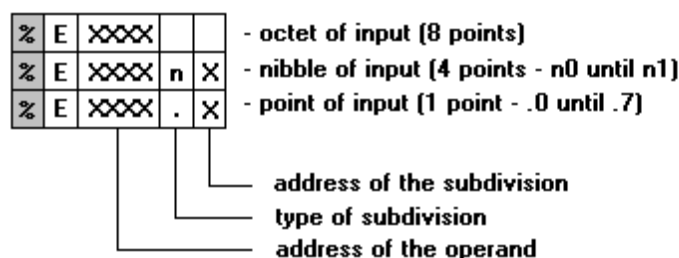 % E XXXX - octet of input (8 points)
% E XXXX n X - nibble of input (4 points - n0 until n1)
% E XXXX . X - point of input (1 point - .0 until .7)
address of the subdivision
type of subdivision
address of the operand